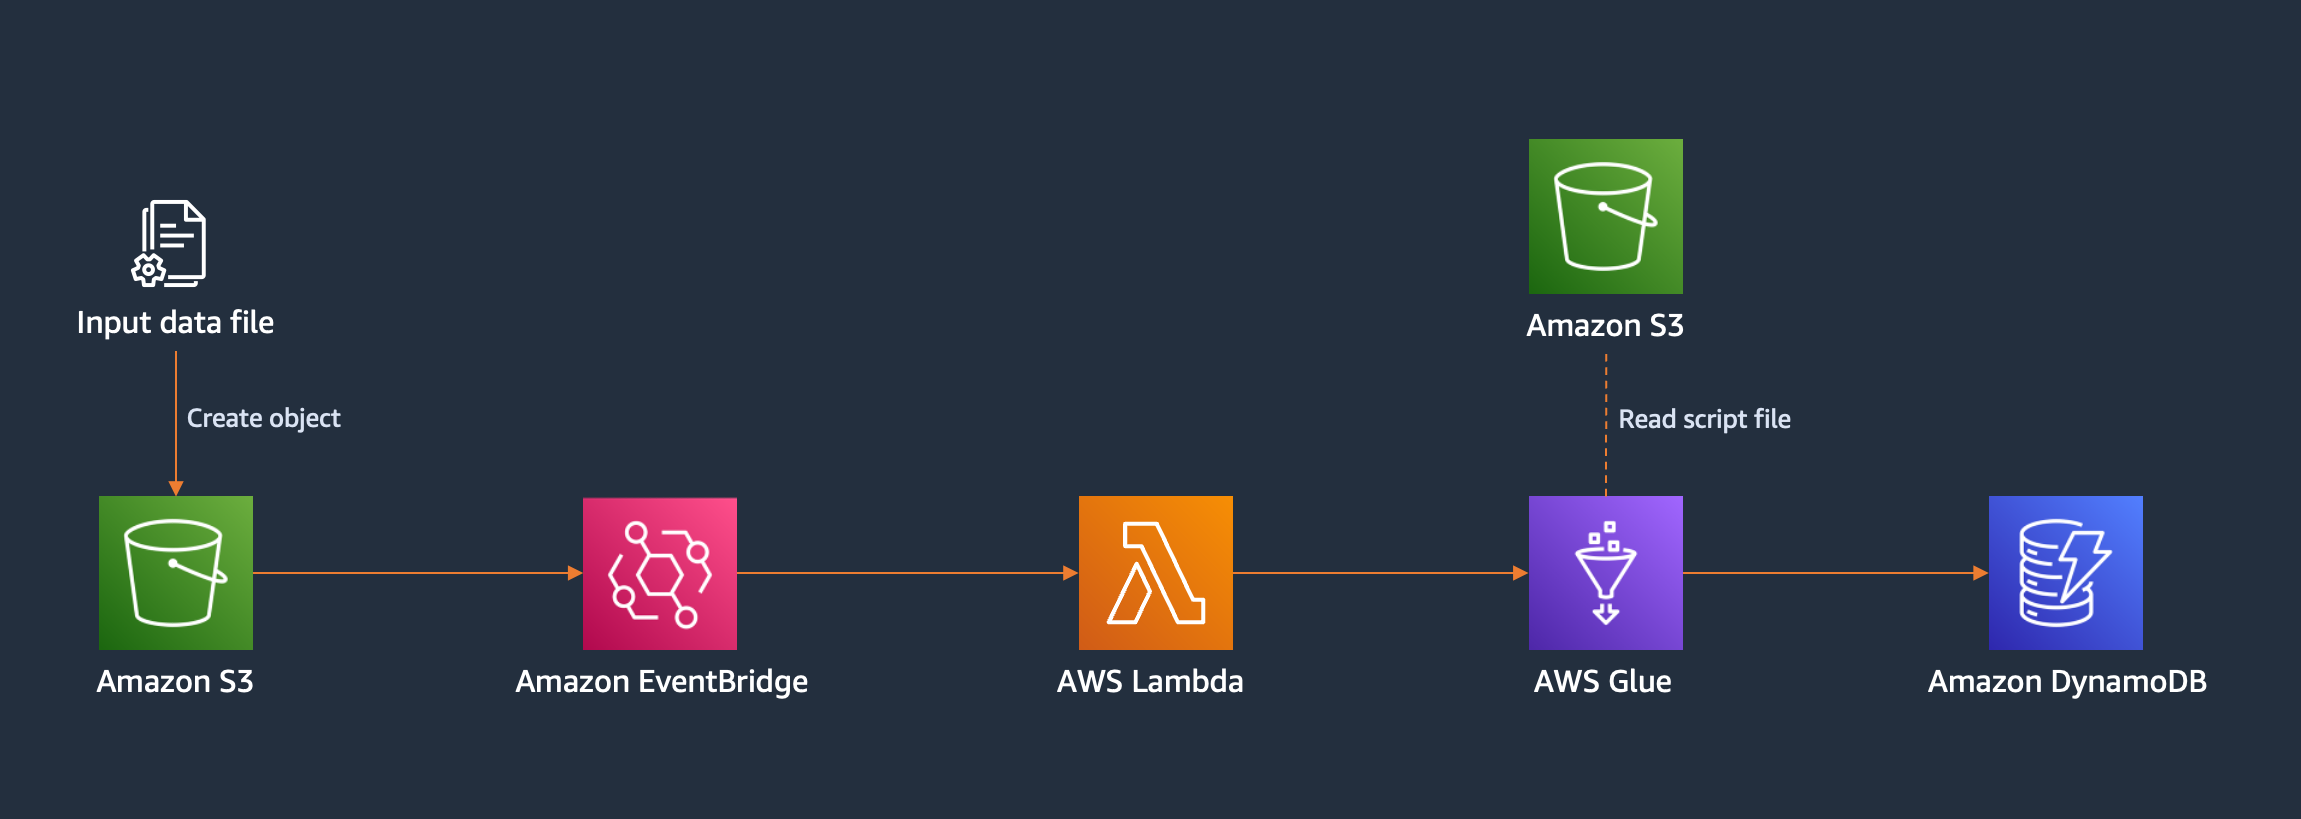 Input data file
Create object
Amazon S3
Read script file
Amazon S3
Amazon EventBridge
AWS Lambda
AWS Glue
Amazon DynamoDB